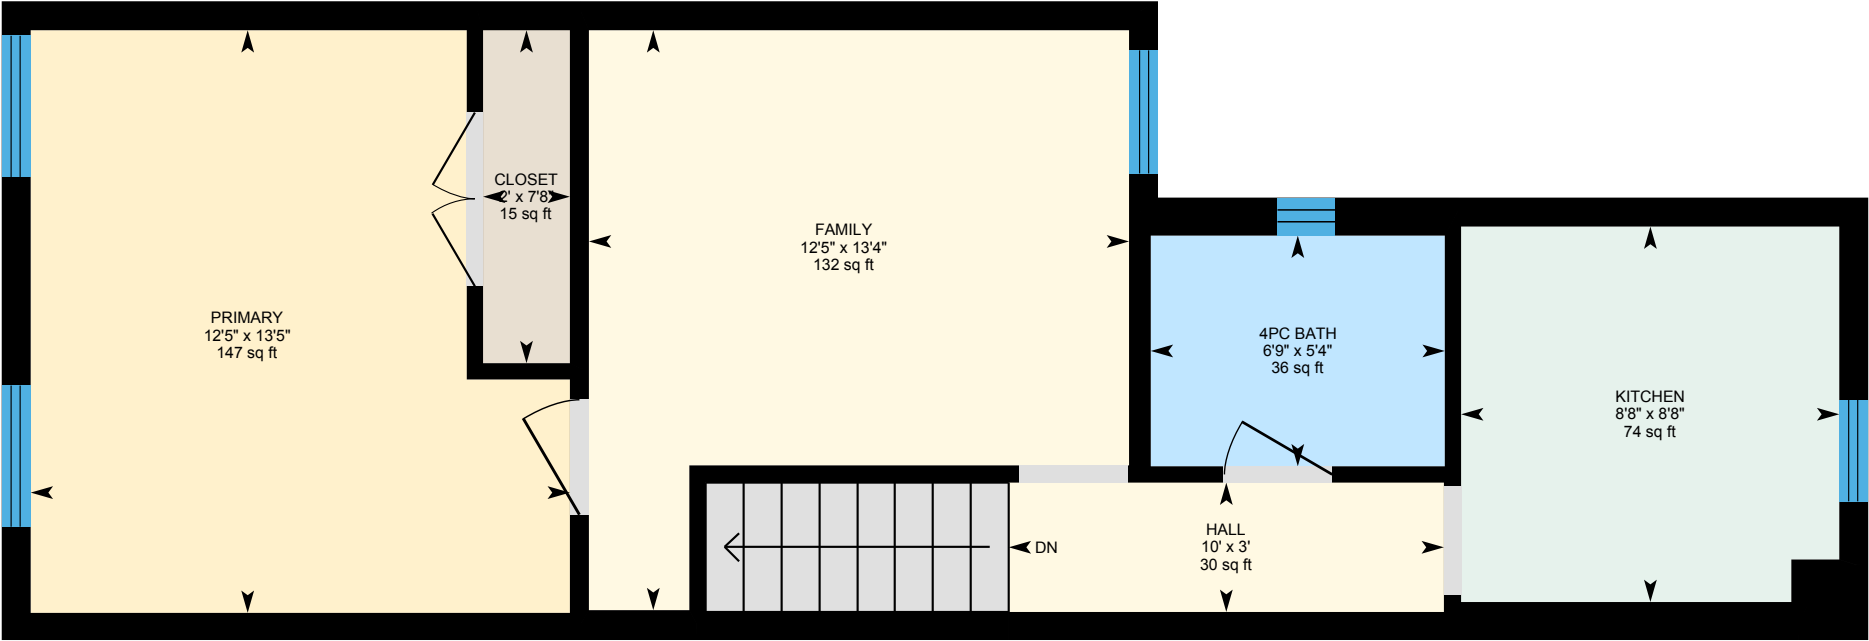 PRIMARY
12'5" x 13'5"
147 sq ft
CLOSET
2' x 7'8"
15 sq ft
FAMILY
12'5" x 13'4"
132 sq ft
4PC BATH
6'9" x 5'4"
36 sq ft
KITCHEN
8'8" x 8'8"
74 sq ft
HALL
10' x 3'
30 sq ft
DN